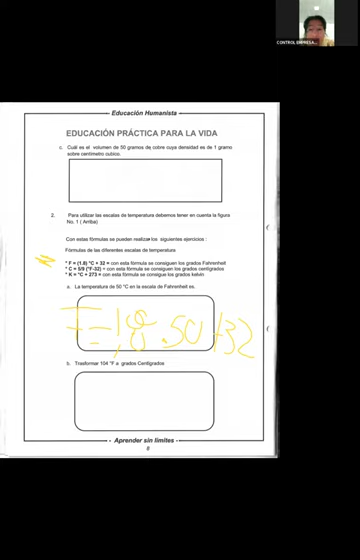 CONTROL EMPRESA...
Educación Humanista
EDUCACIÓN PRÁCTICA PARA LA VIDA
c. Cuál es el volumen de 50 gramos de cobre cuya densidad es de 1 gramo
sobre centímetro cubico.
2. Para utilizar las escalas de temperatura debemos tener en cuenta la figura
No. 1 ( Arriba)
Con estas fórmulas se pueden realizar los siguientes ejercicios :
Fórmulas de las diferentes escalas de temperatura
* °F = (1.8) °C + 32 = con esta fórmula se consiguen los grados Fahrenheit
* °C = 5/9 (°F-32) = con esta fórmula se consiguen los grados centígrados
* °K = °C + 273 = con esta fórmula se consigue los grados kelvin
a. La temperatura de 50 °C en la escala de Fahrenheit es.
F = 1,8 . 50 + 32
b. Trasformar 104 °F a grados Centígrados
- Aprender sin límites -
8